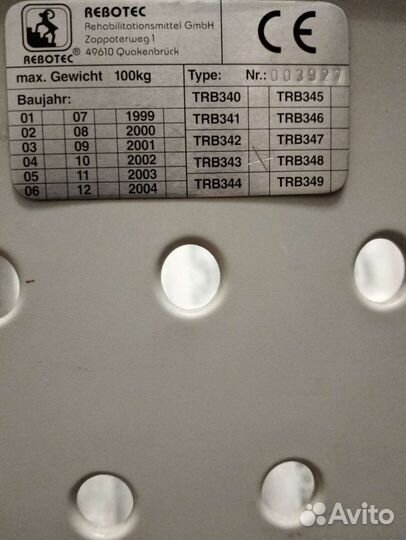 REBOTEC
Rehabilitationsmittel GmbH
Zoppoterweg 1
49610 Quakenbrück
REBOTEC®
CE
max. Gewicht 100kg Type: Nr.: 003927
Baujahr: TRB340 TRB345
01 07 1999 TRB341 TRB346
02 08 2000 TRB342 TRB347
03 09 2001 TRB343 TRB348
04 10 2002 TRB344 TRB349
05 11 2003
06 12 2004
Avito